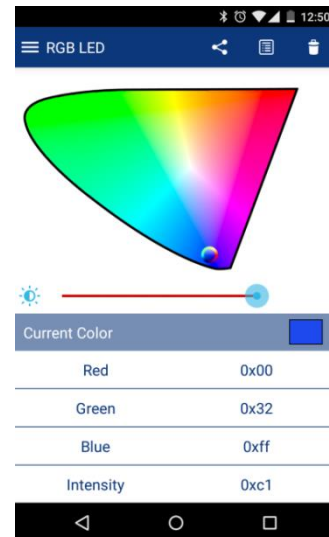 12:50
RGB LED
Current Color
Red 0x00
Green 0x32
Blue 0xff
Intensity 0xc1